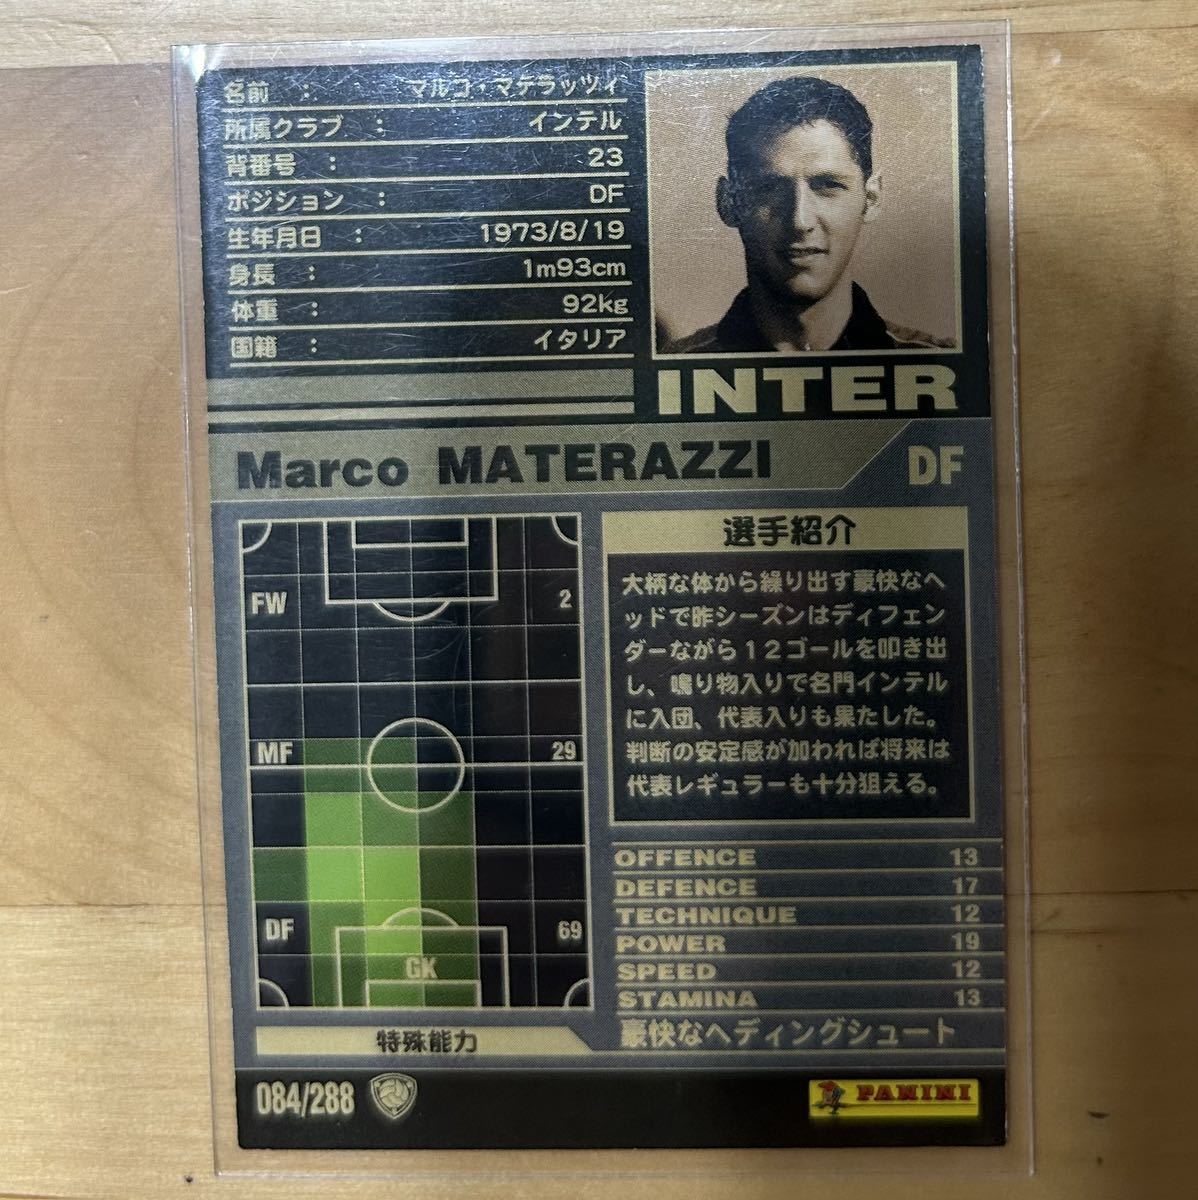 名前 : マルコ・マテラッツィ
所属クラブ : インテル
背番号 : 23
ポジション : DF
生年月日 : 1973/8/19
身長 : 1m93cm
体重 : 92kg
国籍 : イタリア
INTER
Marco MATERAZZI DF
FW 2
MF 29
DF 69
GK
選手紹介
大柄な体から繰り出す豪快なヘ
ッドで昨シーズンはディフェン
ダーながら12ゴールを叩き出
し、鳴り物入りで名門インテル
に入団、代表入りも果たした。
判断の安定感が加われば将来は
代表レギュラーも十分狙える。
OFFENCE 13
DEFENCE 17
TECHNIQUE 12
POWER 19
SPEED 12
STAMINA 13
特殊能力 豪快なヘディングシュート
084/288
PANINI